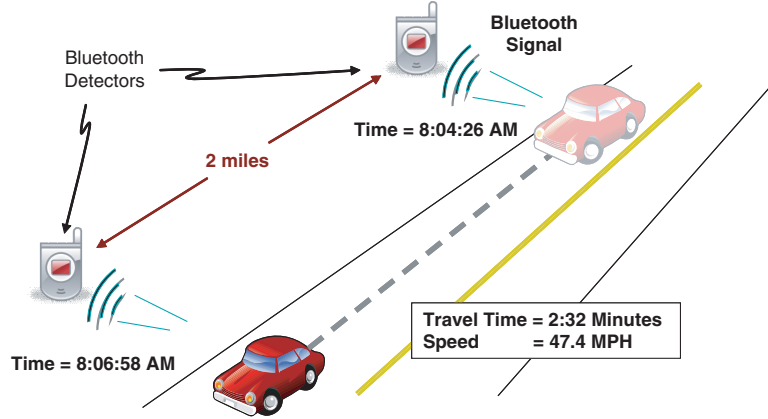 Bluetooth
Signal
Bluetooth
Detectors
Time = 8:04:26 AM
2 miles
Travel Time = 2:32 Minutes
Speed = 47.4 MPH
Time = 8:06:58 AM